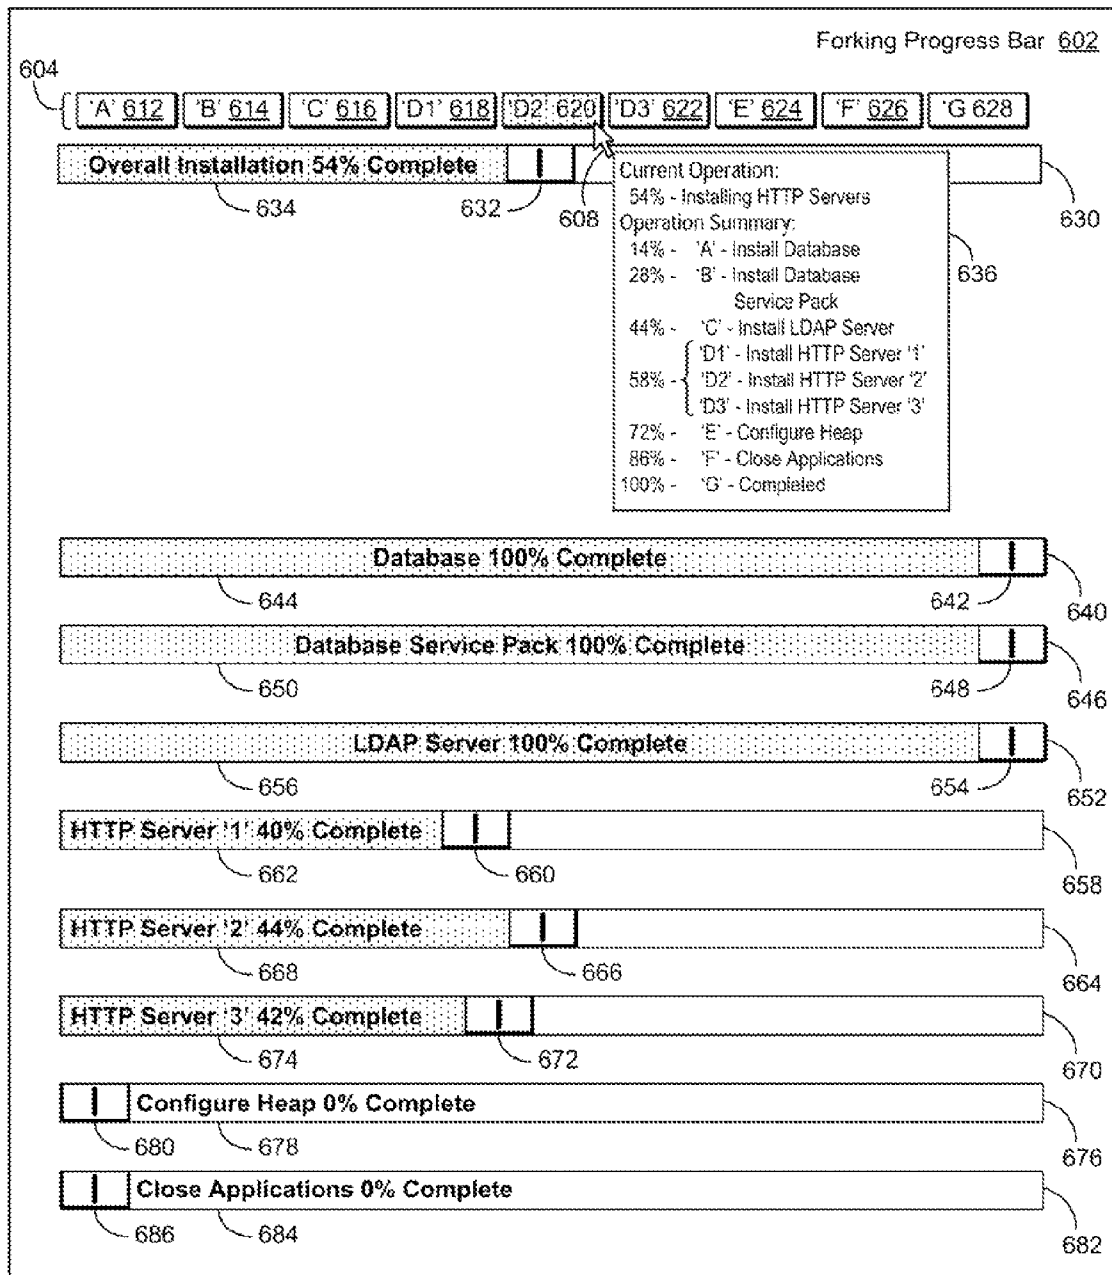 Forking Progress Bar 602
604
'A' 612 'B' 614 'C' 616 'D1' 618 'D2' 620 'D3' 622 'E' 624 'F' 626 'G 628
Overall Installation 54% Complete
634 632 608 630
Current Operation:
54% - Installing HTTP Servers
Operation Summary:
14% - 'A' - Install Database
28% - 'B' - Install Database
Service Pack
44% - 'C' - Install LDAP Server
'D1' - Install HTTP Server '1'
58% - 'D2' - Install HTTP Server '2'
'D3' - Install HTTP Server '3'
72% - 'E' - Configure Heap
86% - 'F' - Close Applications
100% - 'G' - Completed
636
Database 100% Complete
644 642 640
Database Service Pack 100% Complete
650 648 646
LDAP Server 100% Complete
656 654 652
HTTP Server '1' 40% Complete
662 660 658
HTTP Server '2' 44% Complete
668 666 664
HTTP Server '3' 42% Complete
674 672 670
Configure Heap 0% Complete
680 678 676
Close Applications 0% Complete
686 684 682